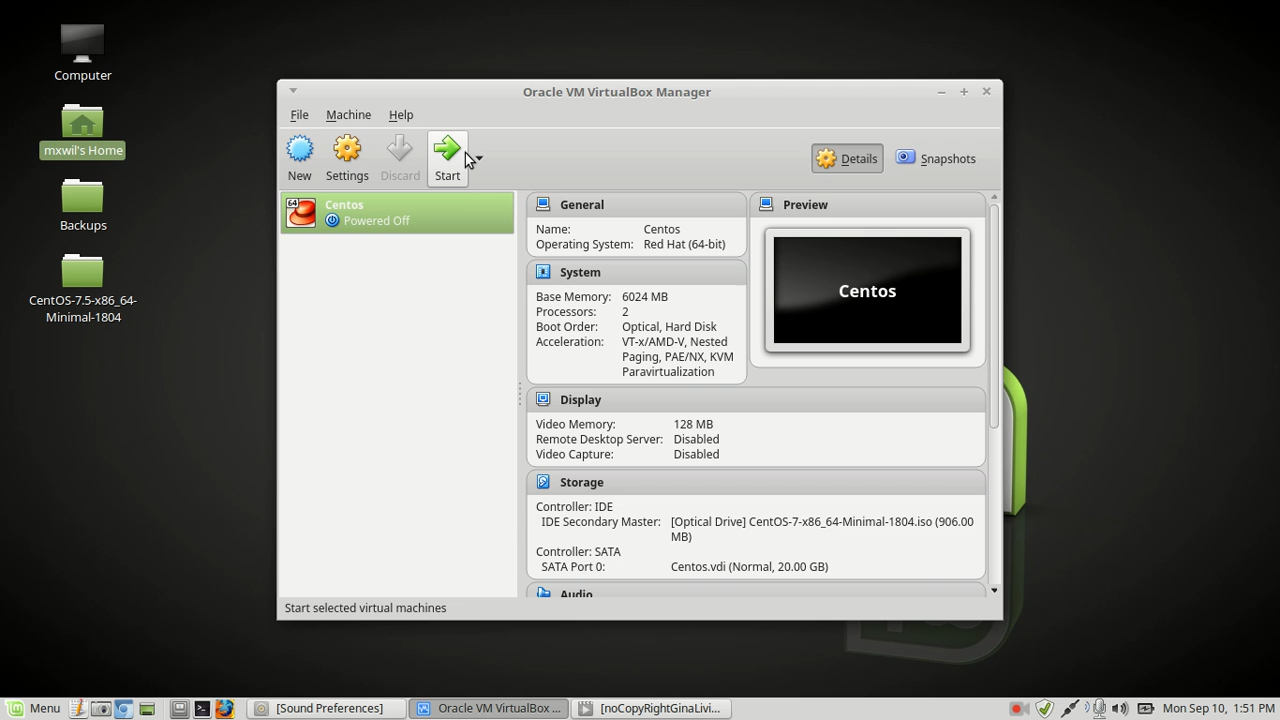 Computer
mxwil's Home
Backups
CentOS-7.5-x86_64-
Minimal-1804
Oracle VM VirtualBox Manager
File Machine Help
New Settings Discard Start
Details Snapshots
64
Centos
Powered Off
General
Name: Centos
Operating System: Red Hat (64-bit)
System
Base Memory: 6024 MB
Processors: 2
Boot Order: Optical, Hard Disk
Acceleration: VT-x/AMD-V, Nested
Paging, PAE/NX, KVM
Paravirtualization
Preview
Centos
Display
Video Memory: 128 MB
Remote Desktop Server: Disabled
Video Capture: Disabled
Storage
Controller: IDE
IDE Secondary Master: [Optical Drive] CentOS-7-x86_64-Minimal-1804.iso (906.00
MB)
Controller: SATA
SATA Port 0: Centos.vdi (Normal, 20.00 GB)
Audio
Start selected virtual machines
Menu [Sound Preferences] Oracle VM VirtualBox ... [noCopyRightGinaLivi... Mon Sep 10, 1:51 PM